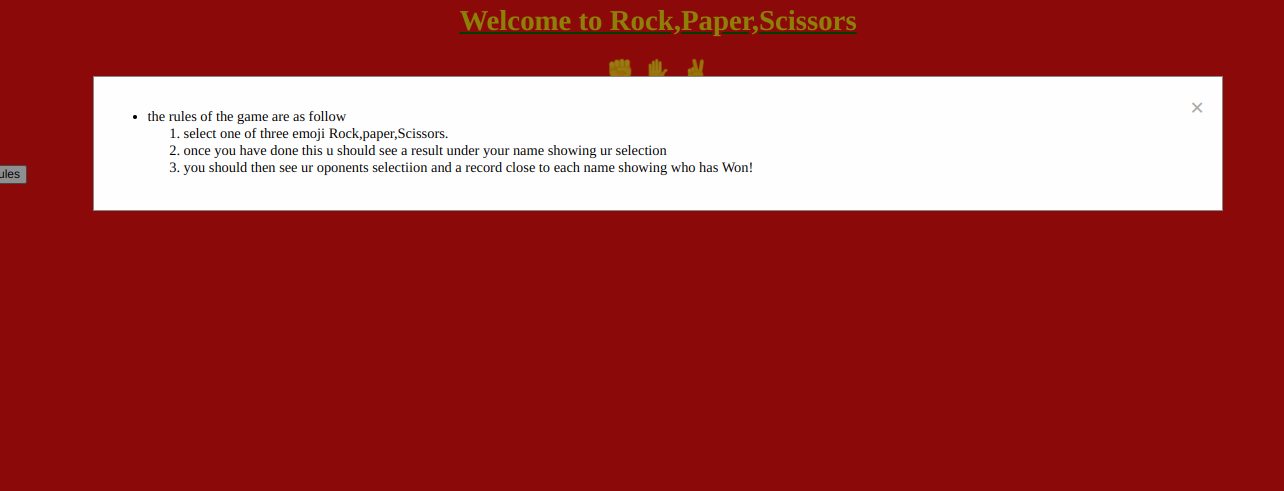 Welcome to Rock,Paper,Scissors
✊ ✋ ✌
×
• the rules of the game are as follow
1. select one of three emoji Rock,paper,Scissors.
2. once you have done this u should see a result under your name showing ur selection
ules
3. you should then see ur oponents selectiion and a record close to each name showing who has Won!